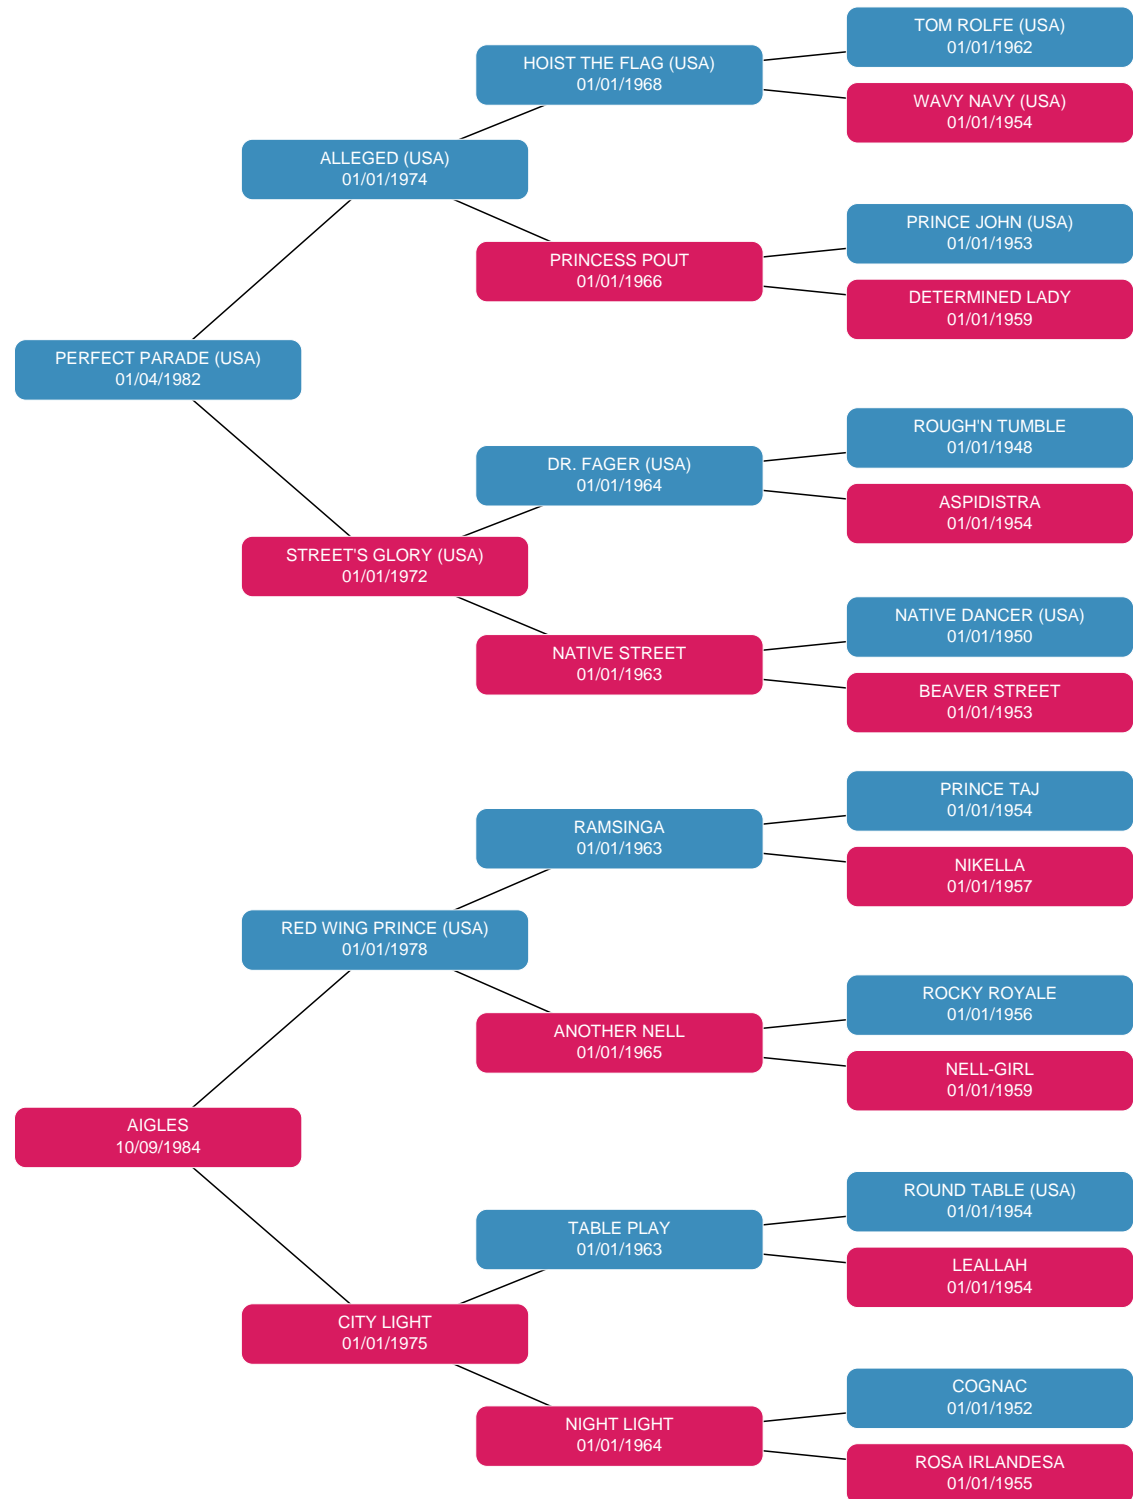 TOM ROLFE (USA)
01/01/1962
HOIST THE FLAG (USA)
01/01/1968
WAVY NAVY (USA)
01/01/1954
ALLEGED (USA)
01/01/1974
PRINCE JOHN (USA)
01/01/1953
PRINCESS POUT
01/01/1966
DETERMINED LADY
01/01/1959
PERFECT PARADE (USA)
01/04/1982
ROUGH'N TUMBLE
01/01/1948
DR. FAGER (USA)
01/01/1964
ASPIDISTRA
01/01/1954
STREET'S GLORY (USA)
01/01/1972
NATIVE DANCER (USA)
01/01/1950
NATIVE STREET
01/01/1963
BEAVER STREET
01/01/1953
PRINCE TAJ
01/01/1954
RAMSINGA
01/01/1963
NIKELLA
01/01/1957
RED WING PRINCE (USA)
01/01/1978
ROCKY ROYALE
01/01/1956
ANOTHER NELL
01/01/1965
NELL-GIRL
01/01/1959
AIGLES
10/09/1984
ROUND TABLE (USA)
01/01/1954
TABLE PLAY
01/01/1963
LEALLAH
01/01/1954
CITY LIGHT
01/01/1975
COGNAC
01/01/1952
NIGHT LIGHT
01/01/1964
ROSA IRLANDESA
01/01/1955